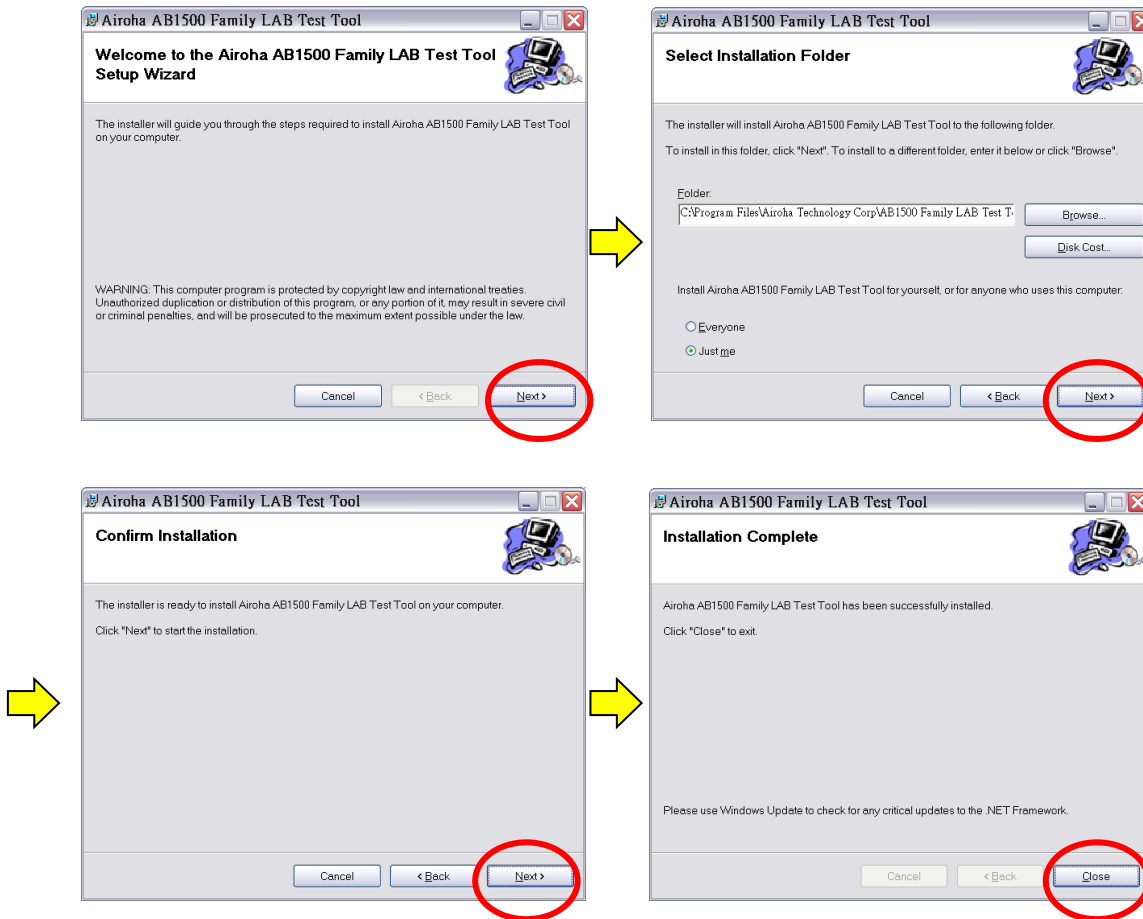 Airoha AB1500 Family LAB Test Tool
Welcome to the Airoha AB1500 Family LAB Test Tool
Setup Wizard
The installer will guide you through the steps required to install Airoha AB1500 Family LAB Test Tool
on your computer.
WARNING: This computer program is protected by copyright law and international treaties.
Unauthorized duplication or distribution of this program, or any portion of it, may result in severe civil
or criminal penalties, and will be prosecuted to the maximum extent possible under the law.
Cancel
< Back
Next >
Airoha AB1500 Family LAB Test Tool
Select Installation Folder
The installer will install Airoha AB1500 Family LAB Test Tool to the following folder.
To install in this folder, click "Next". To install to a different folder, enter it below or click "Browse".
Folder:
C:\Program Files\Airoha Technology Corp\AB1500 Family LAB Test T
Browse...
Disk Cost...
Install Airoha AB1500 Family LAB Test Tool for yourself, or for anyone who uses this computer:
Everyone
Just me
Cancel
< Back
Next >
Airoha AB1500 Family LAB Test Tool
Confirm Installation
The installer is ready to install Airoha AB1500 Family LAB Test Tool on your computer.
Click "Next" to start the installation.
Cancel
< Back
Next >
Airoha AB1500 Family LAB Test Tool
Installation Complete
Airoha AB1500 Family LAB Test Tool has been successfully installed.
Click "Close" to exit.
Please use Windows Update to check for any critical updates to the .NET Framework.
Cancel
< Back
Close